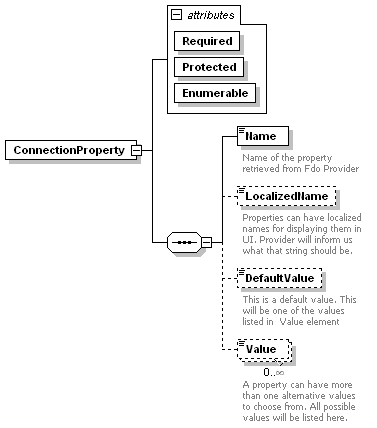 attributes
Required
Protected
Enumerable
ConnectionProperty
Name
Name of the property
retrieved from Fdo Provider
LocalizedName
Properties can have localized
names for displaying them in
UI. Provider will inform us
what that string should be.
DefaultValue
This is a default value. This
will be one of the values
listed in Value element
Value
0..∞
A property can have more
than one alternative values
to choose from. All possible
values will be listed here.